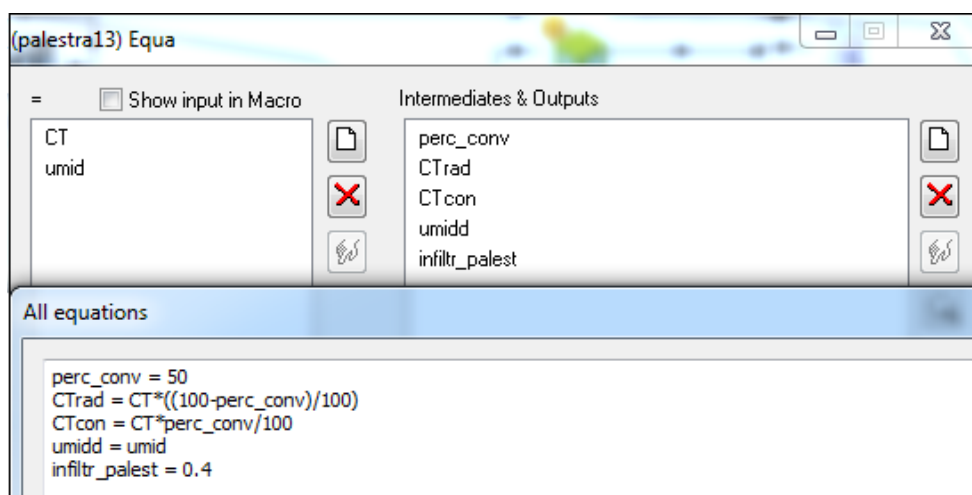 (palestra13) Equa
= Show input in Macro Intermediates & Outputs
CT
umid
perc_conv
CTrad
CTcon
umidd
infiltr_palest
All equations
perc_conv = 50
CTrad = CT*((100-perc_conv)/100)
CTcon = CT*perc_conv/100
umidd = umid
infiltr_palest = 0.4